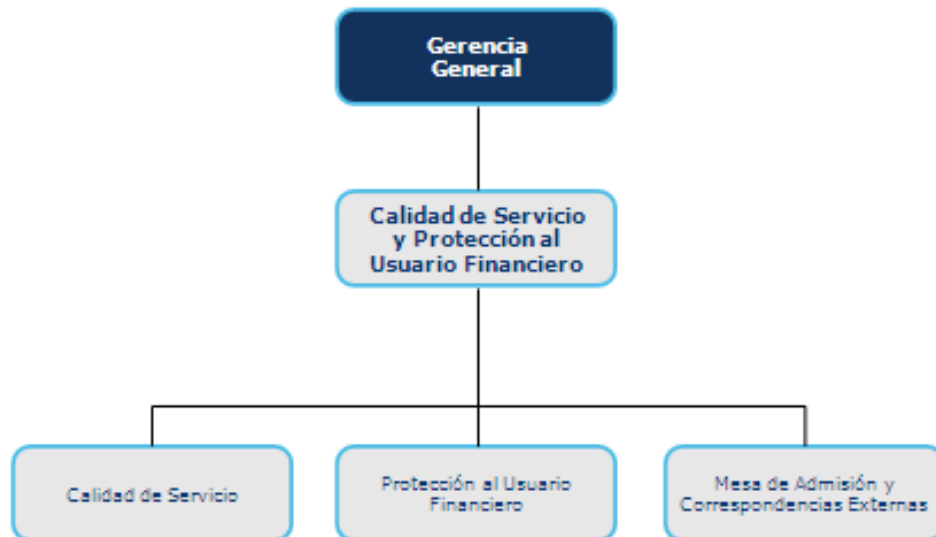 Gerencia
General
Calidad de Servicio
y Protección al
Usuario Financiero
Calidad de Servicio
Protección al Usuario
Financiero
Mesa de Admisión y
Correspondencias Externas